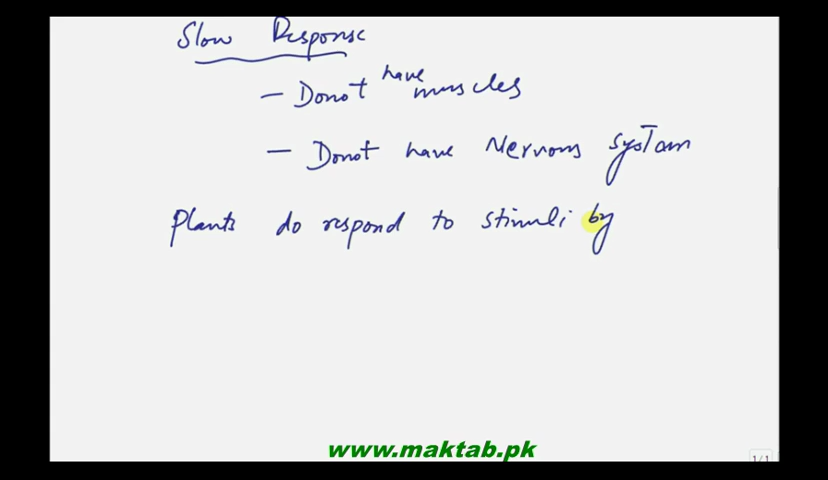 Slow Response
- Donot have muscles
- Donot have Nervous system
Plants do respond to stimuli by
www.maktab.pk
1/1